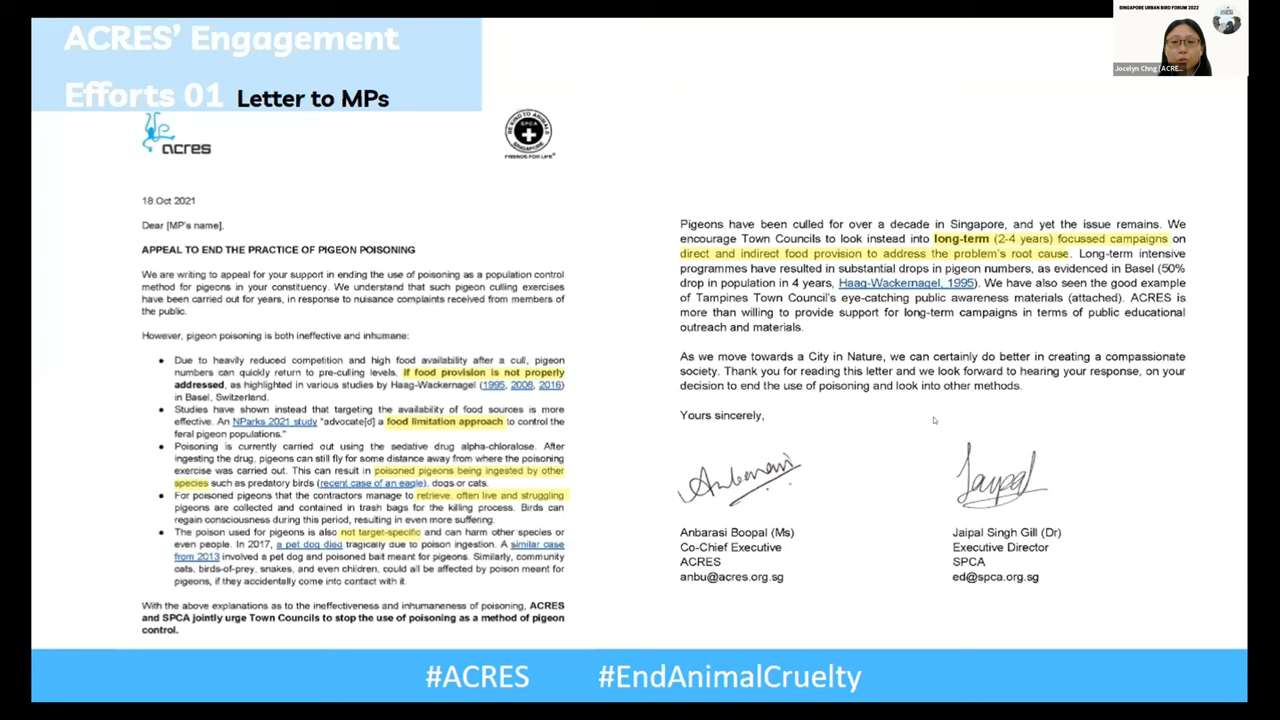 SINGAPORE URBAN BIRD FORUM 2022
Jocelyn Chng (ACRE...
ACRES' Engagement
Efforts 01 Letter to MPs
acres
BE KIND TO ANIMALS
SPCA
SINGAPORE
FRIENDS FOR LIFE
18 Oct 2021
Dear [MP's name],
APPEAL TO END THE PRACTICE OF PIGEON POISONING
We are writing to appeal for your support in ending the use of poisoning as a population control
method for pigeons in your constituency. We understand that such pigeon culling exercises
have been carried out for years, in response to nuisance complaints received from members of
the public.
However, pigeon poisoning is both ineffective and inhumane:
● Due to heavily reduced competition and high food availability after a cull, pigeon
numbers can quickly return to pre-culling levels, if food provision is not properly
addressed, as highlighted in various studies by Haag-Wackernagel (1995, 2008, 2016)
in Basel, Switzerland.
● Studies have shown instead that targeting the availability of food sources is more
effective. An NParks 2021 study "advocate[d] a food limitation approach to control the
feral pigeon populations."
● Poisoning is currently carried out using the sedative drug alpha-chloralose. After
ingesting the drug, pigeons can still fly for some distance away from where the poisoning
exercise was carried out. This can result in poisoned pigeons being ingested by other
species such as predatory birds (recent case of an eagle), dogs or cats.
● For poisoned pigeons that the contractors manage to retrieve, often live and struggling
pigeons are collected and contained in trash bags for the killing process. Birds can
regain consciousness during this period, resulting in even more suffering.
● The poison used for pigeons is also not target-specific and can harm other species or
even people. In 2017, a pet dog died tragically due to poison ingestion. A similar case
from 2013 involved a pet dog and poisoned bait meant for pigeons. Similarly, community
cats, birds-of-prey, snakes, and even children, could all be affected by poison meant for
pigeons, if they accidentally come into contact with it.
With the above explanations as to the ineffectiveness and inhumaneness of poisoning, ACRES
and SPCA jointly urge Town Councils to stop the use of poisoning as a method of pigeon
control.
Pigeons have been culled for over a decade in Singapore, and yet the issue remains. We
encourage Town Councils to look instead into long-term (2-4 years) focussed campaigns on
direct and indirect food provision to address the problem's root cause. Long-term intensive
programmes have resulted in substantial drops in pigeon numbers, as evidenced in Basel (50%
drop in population in 4 years, Haag-Wackernagel, 1995). We have also seen the good example
of Tampines Town Council's eye-catching public awareness materials (attached). ACRES is
more than willing to provide support for long-term campaigns in terms of public educational
outreach and materials.
As we move towards a City in Nature, we can certainly do better in creating a compassionate
society. Thank you for reading this letter and we look forward to hearing your response, on your
decision to end the use of poisoning and look into other methods.
Yours sincerely,
Anbarasi Boopal (Ms)
Co-Chief Executive
ACRES
anbu@acres.org.sg
Jaipal Singh Gill (Dr)
Executive Director
SPCA
ed@spca.org.sg
#ACRES #EndAnimalCruelty